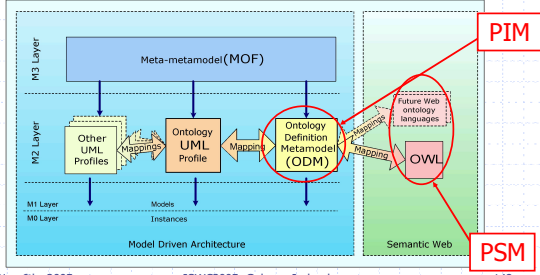 PIM
M3 Layer
Meta-metamodel(MOF)
M2 Layer
Other
UML
Profiles
Mappings
Ontology
UML
Profile
Mapping
Ontology
Definition
Metamodel
(ODM)
Mappings
Mapping
Future Web
ontology
languages
OWL
M1 Layer
Models
M0 Layer
Instances
Model Driven Architecture
Semantic Web
PSM